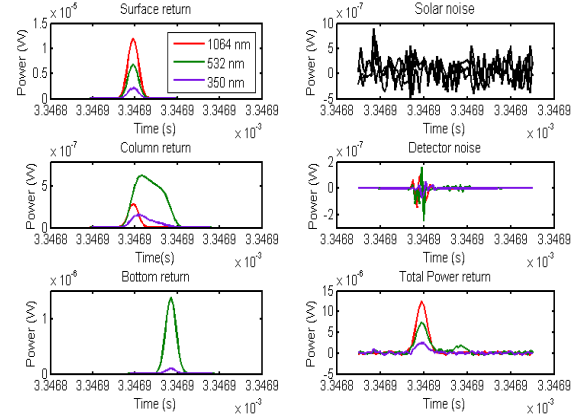 Surface return
x 10^-5
1.5
1
0.5
0
Power (W)
1064 nm
532 nm
350 nm
3.3468 3.3469 3.3469 3.3469 3.3469 3.3469
Time (s)
x 10^-3
Solar noise
x 10^-7
10
5
0
-5
Power (W)
3.3468 3.3468 3.3469 3.3469 3.3469 3.3469
Time (s)
x 10^-3
Column return
x 10^-7
5
0
Power (W)
3.3468 3.3468 3.3469 3.3469 3.3469 3.3469
Time(s)
x 10^-3
Detector noise
x 10^-7
2
0
-2
Power (W)
3.3468 3.3468 3.3469 3.3469 3.3469 3.3469
Time (s)
x 10^-3
Bottom return
x 10^-6
1
0
Power (W)
3.3468 3.3468 3.3469 3.3469 3.3469 3.3469
Time (s)
x 10^-3
Total Power return
x 10^-6
15
10
5
0
-5
Power (W)
3.3468 3.3468 3.3469 3.3469 3.3469 3.3469
Time (s)
x 10^-3